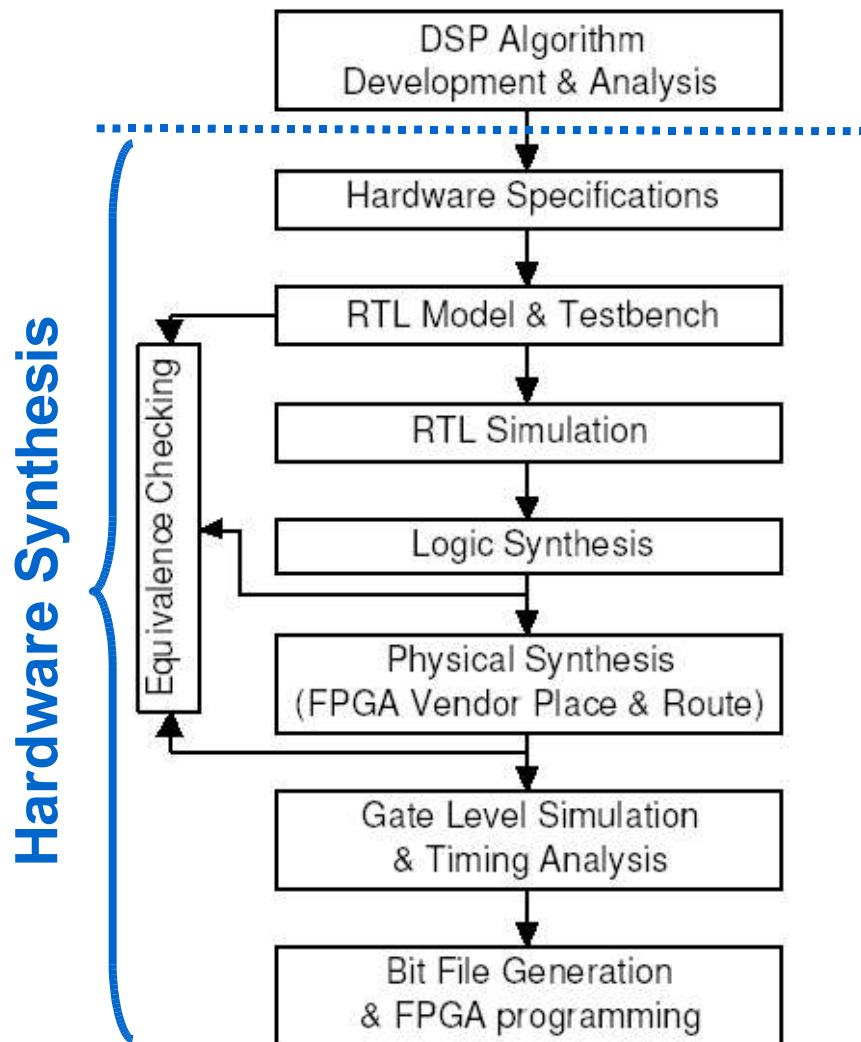 DSP Algorithm
Development & Analysis
Hardware Specifications
RTL Model & Testbench
RTL Simulation
Logic Synthesis
Physical Synthesis
(FPGA Vendor Place & Route)
Gate Level Simulation
& Timing Analysis
Bit File Generation
& FPGA programming
Equivalence Checking
Hardware Synthesis